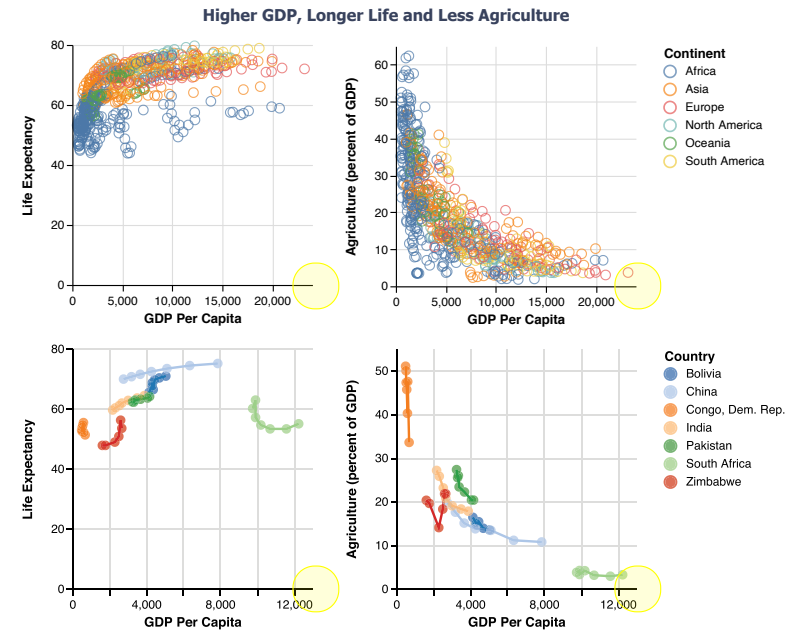 Higher GDP, Longer Life and Less Agriculture
80
60
40
20
0
Life Expectancy
0 5,000 10,000 15,000 20,000
GDP Per Capita
60
50
40
30
20
10
0
Agriculture (percent of GDP)
0 5,000 10,000 15,000 20,000
GDP Per Capita
Continent
Africa
Asia
Europe
North America
Oceania
South America
80
60
40
20
0
Life Expectancy
0 4,000 8,000 12,000
GDP Per Capita
50
40
30
20
10
0
Agriculture (percent of GDP)
0 4,000 8,000 12,000
GDP Per Capita
Country
Bolivia
China
Congo, Dem. Rep.
India
Pakistan
South Africa
Zimbabwe